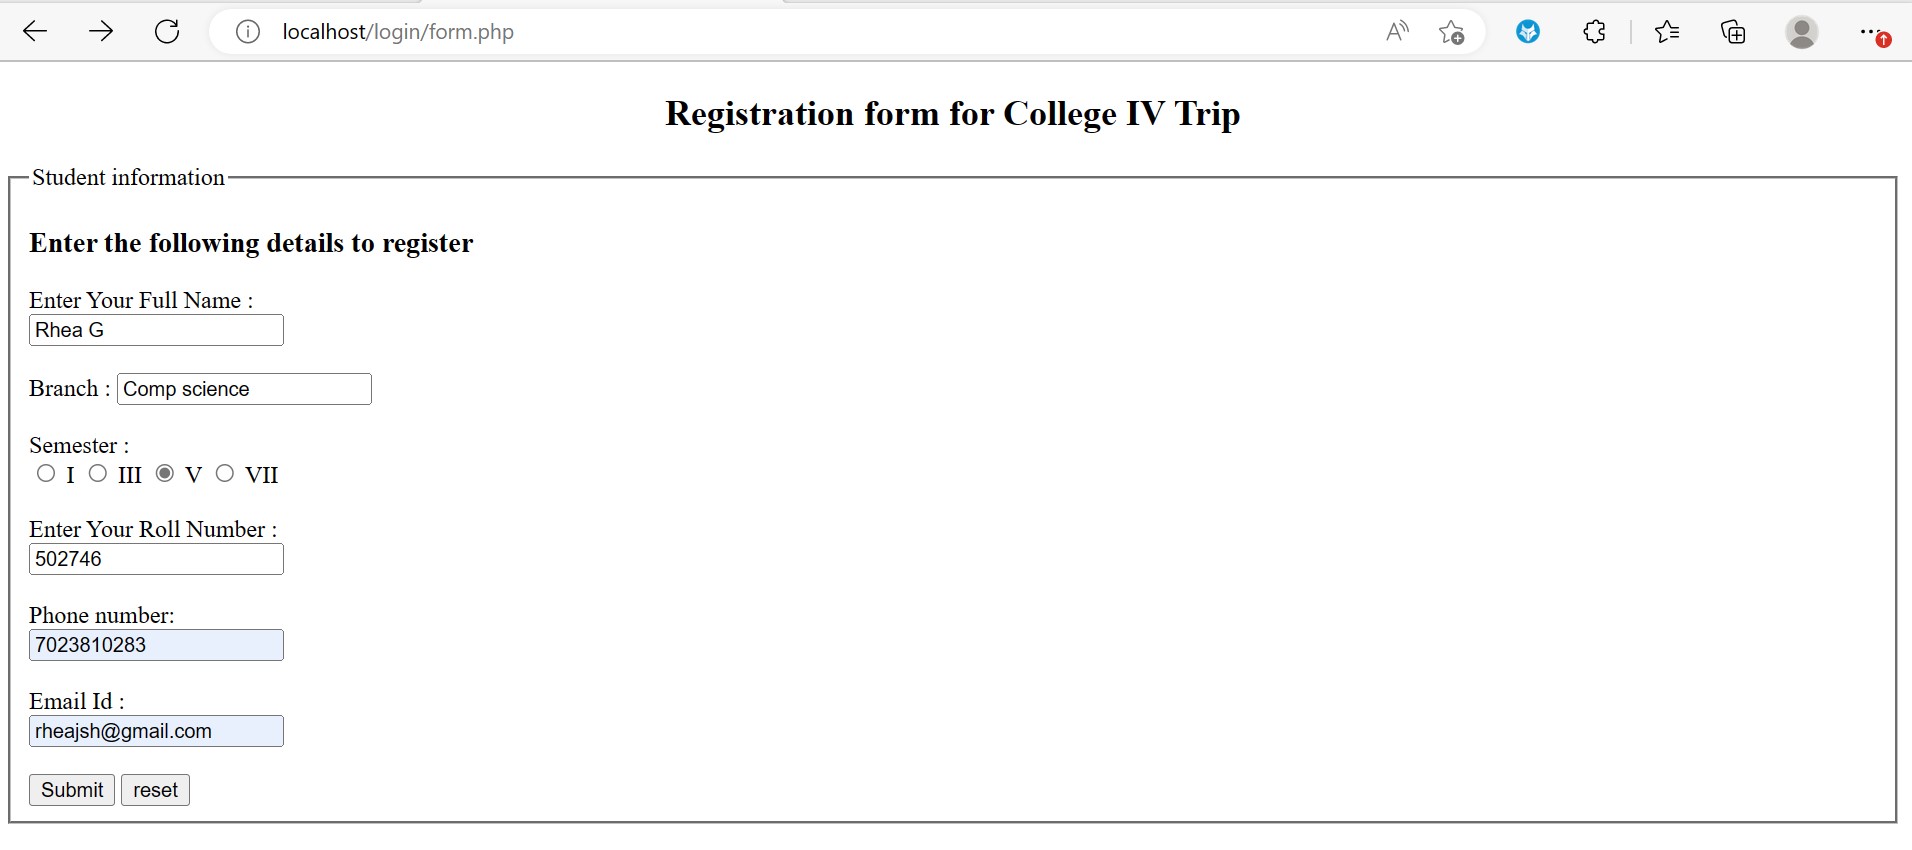 localhost/login/form.php
Registration form for College IV Trip
Student information
Enter the following details to register
Enter Your Full Name :
Rhea G
Branch : Comp science
Semester :
I III V VII
Enter Your Roll Number :
502746
Phone number:
7023810283
Email Id :
rheajsh@gmail.com
Submit reset